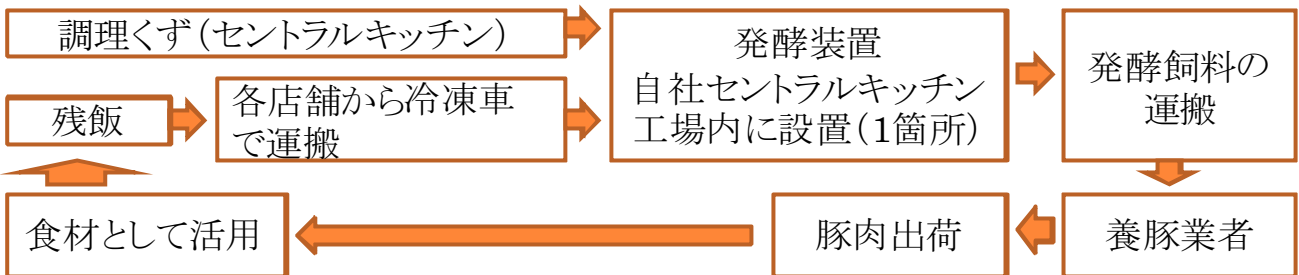 調理くず（セントラルキッチン）
発酵装置
自社セントラルキッチン
工場内に設置（1箇所）
発酵飼料の
運搬
残飯
各店舗から冷凍車
で運搬
食材として活用
豚肉出荷
養豚業者